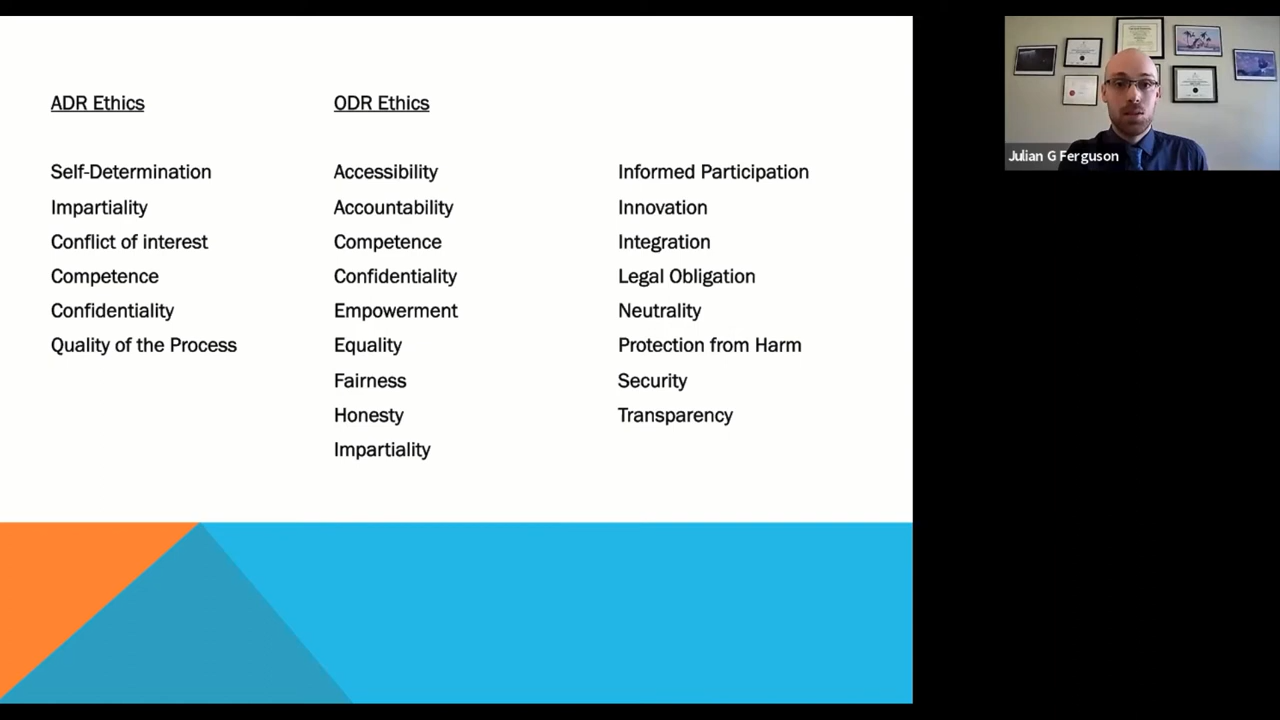 ADR Ethics
Self-Determination
Impartiality
Conflict of interest
Competence
Confidentiality
Quality of the Process
ODR Ethics
Accessibility
Accountability
Competence
Confidentiality
Empowerment
Equality
Fairness
Honesty
Impartiality
Informed Participation
Innovation
Integration
Legal Obligation
Neutrality
Protection from Harm
Security
Transparency
Julian G Ferguson